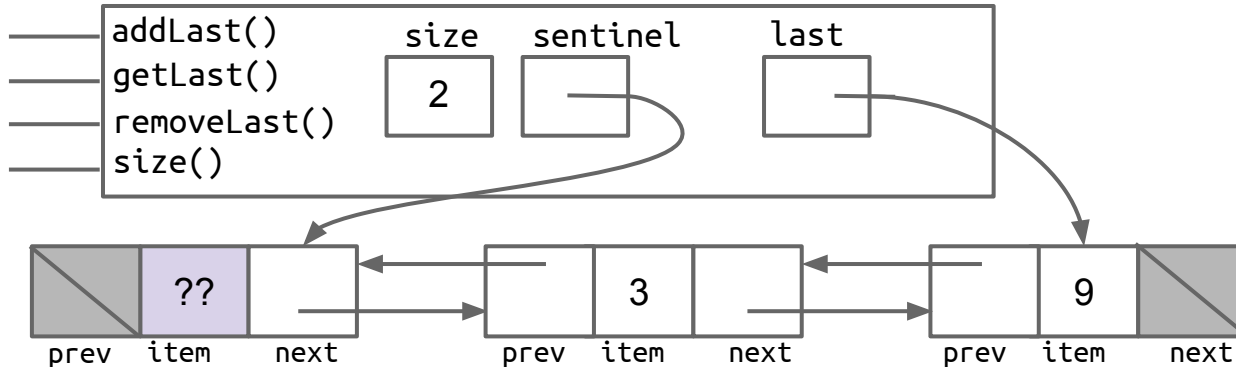 addLast()
getLast()
removeLast()
size()
size sentinel last
2
?? 3 9
prev item next prev item next prev item next